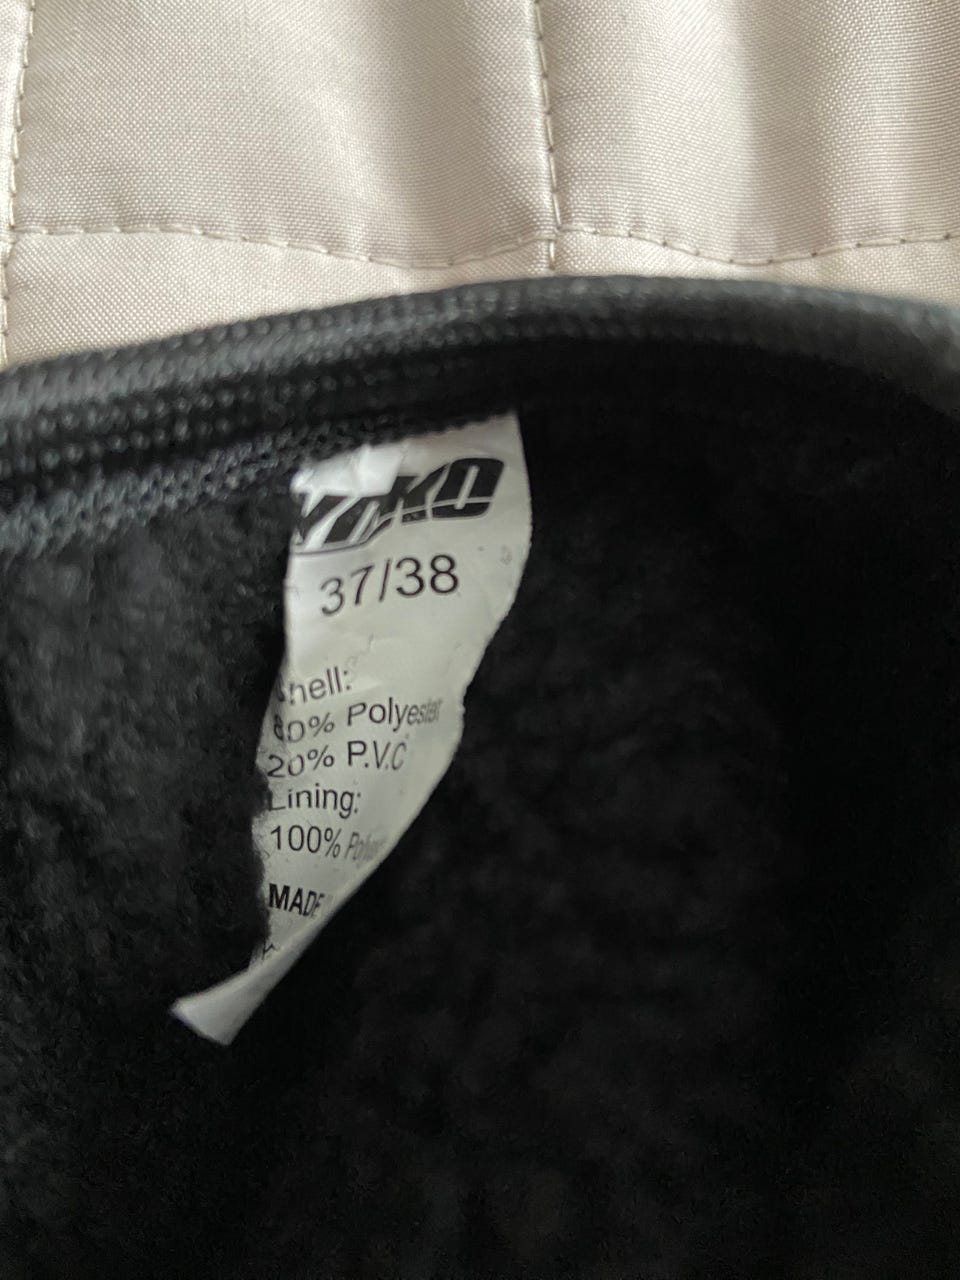 37/38
Shell:
80% Polyester
20% P.V.C
Lining:
100%
MADE